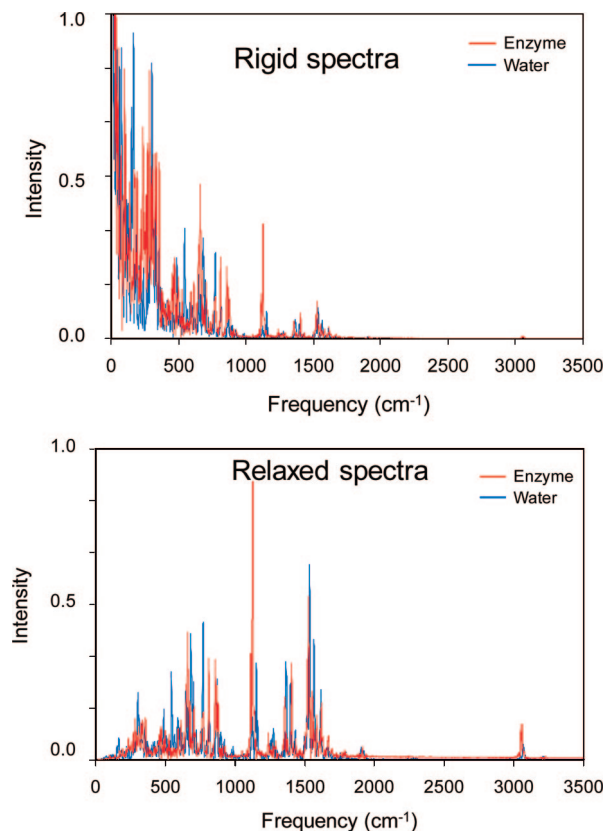 1.0
Rigid spectra
Enzyme
Water
Intensity
0.5
0.0
0 500 1000 1500 2000 2500 3000 3500
Frequency (cm⁻¹)
1.0
Relaxed spectra
Enzyme
Water
Intensity
0.5
0.0
0 500 1000 1500 2000 2500 3000 3500
Frequency (cm⁻¹)